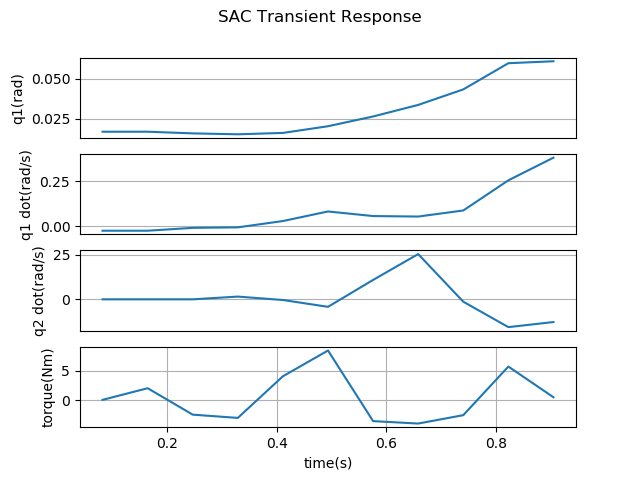 SAC Transient Response
q1(rad)
0.050
0.025
q1 dot(rad/s)
0.25
0.00
q2 dot(rad/s)
25
0
torque(Nm)
5
0
0.2 0.4 0.6 0.8
time(s)